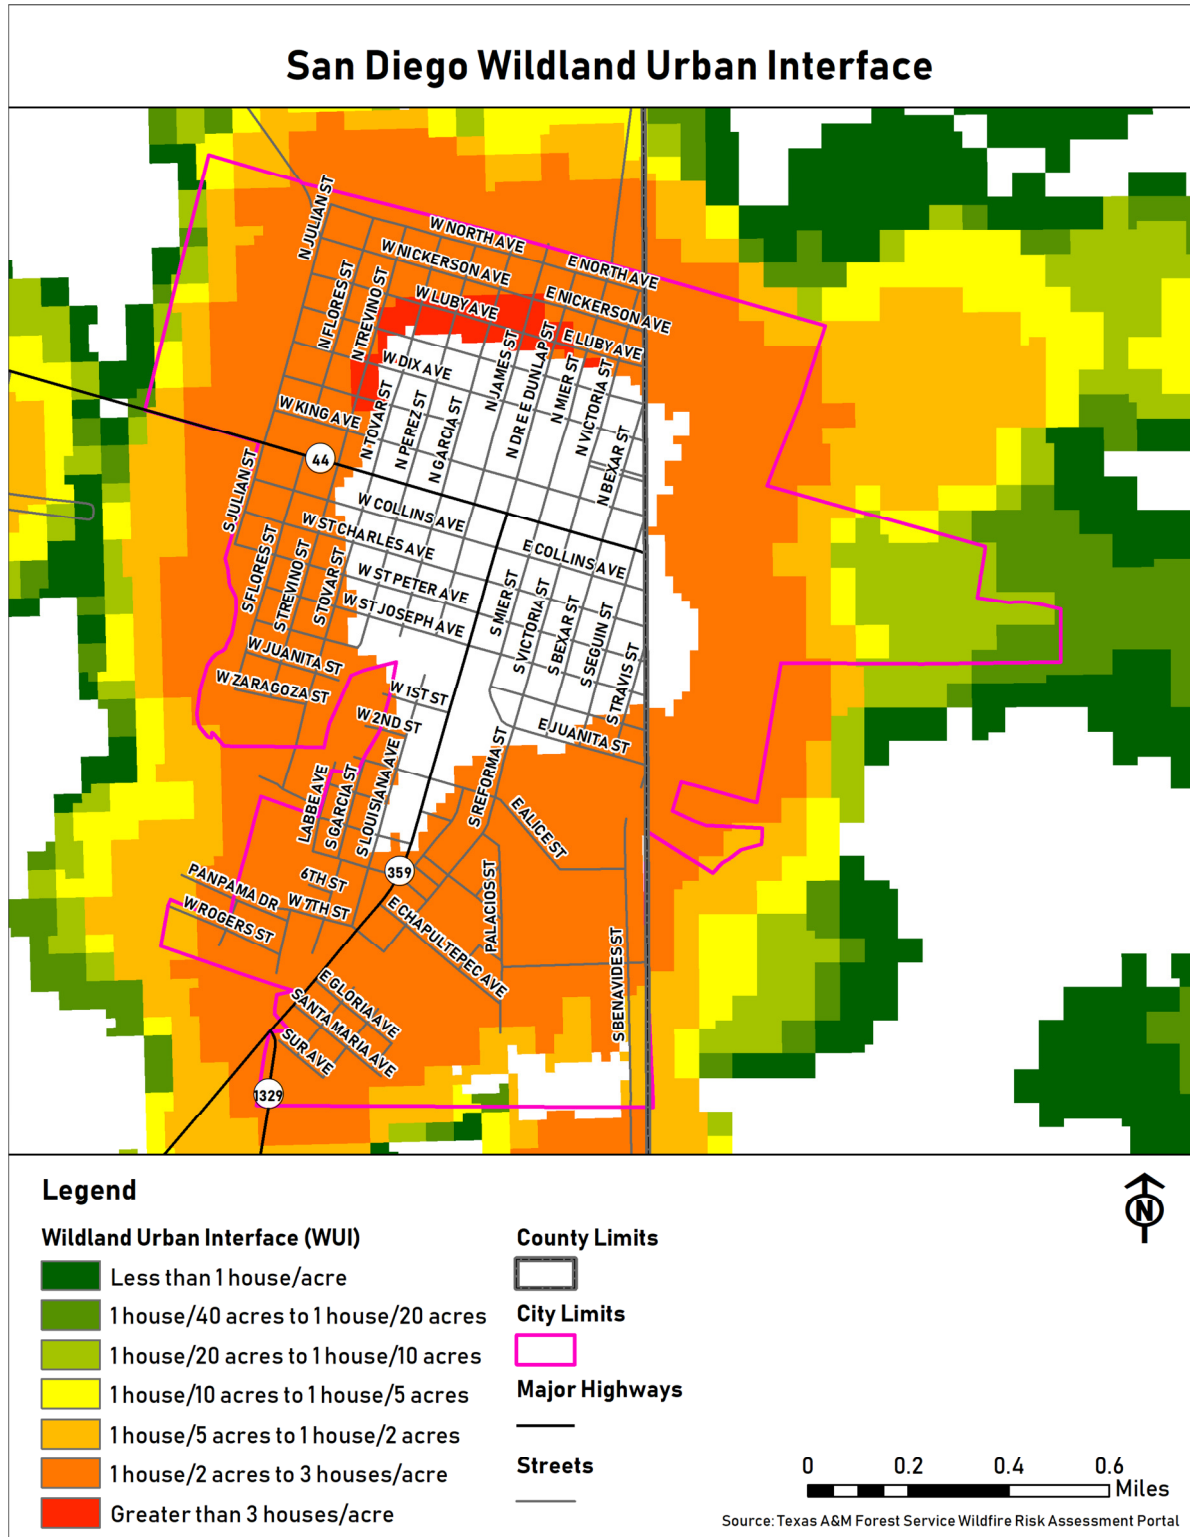 San Diego Wildland Urban Interface
N JULIAN ST
W NORTH AVE
E NORTH AVE
W NICKERSON AVE
E NICKERSON AVE
N FLORES ST
N TREVINO ST
W LUBY AVE
E LUBY AVE
W DIX AVE
N JAMES ST
N DR E E DUNLAP ST
N MIER ST
N VICTORIA ST
W KING AVE
N TOVAR ST
N PEREZ ST
N GARCIA ST
N BEXAR ST
44
S JULIAN ST
W COLLINS AVE
E COLLINS AVE
W ST CHARLES AVE
S FLORES ST
S TREVINO ST
S TOVAR ST
W ST PETER AVE
W ST JOSEPH AVE
S MIER ST
S VICTORIA ST
S BEXAR ST
S SEGUIN ST
S TRAVIS ST
W JUANITA ST
W ZARAGOZA ST
W 1ST ST
W 2ND ST
E JUANITA ST
LABBE AVE
S GARCIA ST
S LOUISIANA AVE
S REFORMA ST
E ALICE ST
359
6TH ST
PANPAMA DR
W 7TH ST
W ROGERS ST
PALACIOS ST
E CHAPULTEPEC AVE
S BENAVIDES ST
E GLORIA AVE
SANTA MARIA AVE
SUR AVE
1329
Legend
Wildland Urban Interface (WUI)
Less than 1 house/acre
1 house/40 acres to 1 house/20 acres
1 house/20 acres to 1 house/10 acres
1 house/10 acres to 1 house/5 acres
1 house/5 acres to 1 house/2 acres
1 house/2 acres to 3 houses/acre
Greater than 3 houses/acre
County Limits
City Limits
Major Highways
Streets
N
0 0.2 0.4 0.6
Miles
Source: Texas A&M Forest Service Wildfire Risk Assessment Portal